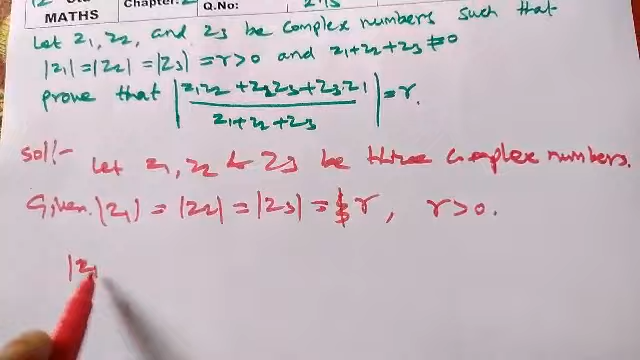 MATHS
Chapter:
Q.No:
Let z1, z2, and z3 be complex numbers such that
|z1| = |z2| = |z3| = r > 0 and z1+z2+z3 ≠ 0
prove that |z1z2 + z2z3 + z3z1 / z1+z2+z3| = r.
Sol:- Let z1, z2 & z3 be three complex numbers.
Given. |z1| = |z2| = |z3| = r, r > 0.
|z1